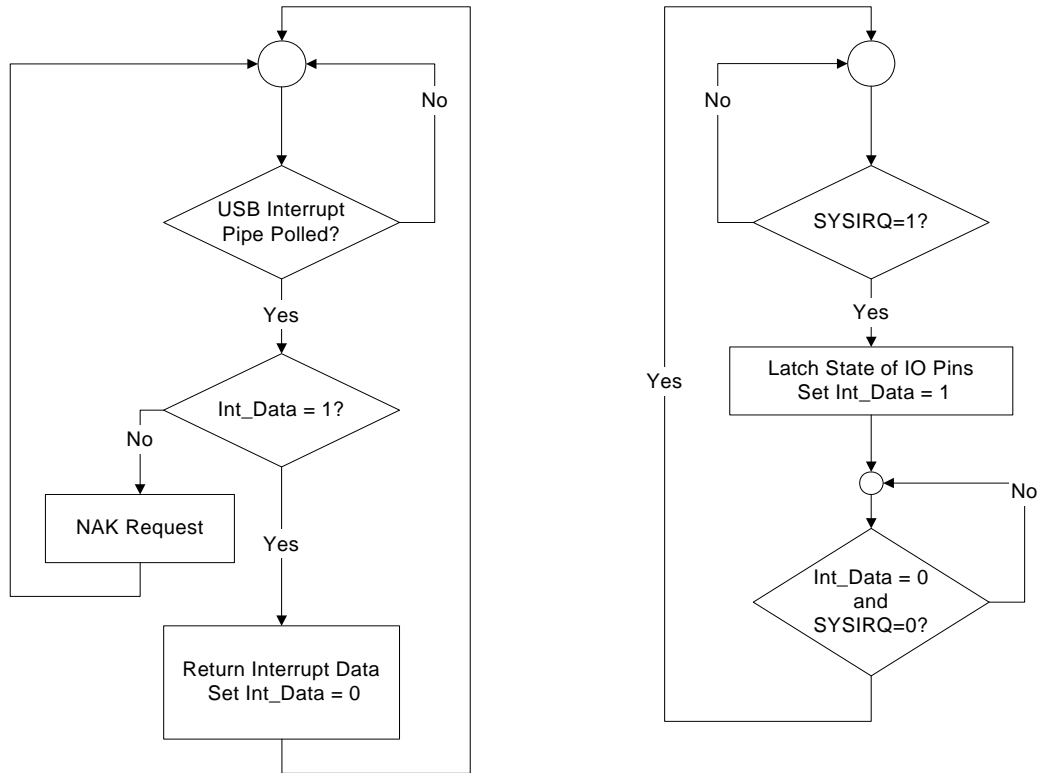 No
USB Interrupt
Pipe Polled?
Yes
Int_Data = 1?
No
NAK Request
Yes
Return Interrupt Data
Set Int_Data = 0
No
SYSIRQ=1?
Yes
Latch State of IO Pins
Set Int_Data = 1
Yes
No
Int_Data = 0
and
SYSIRQ=0?